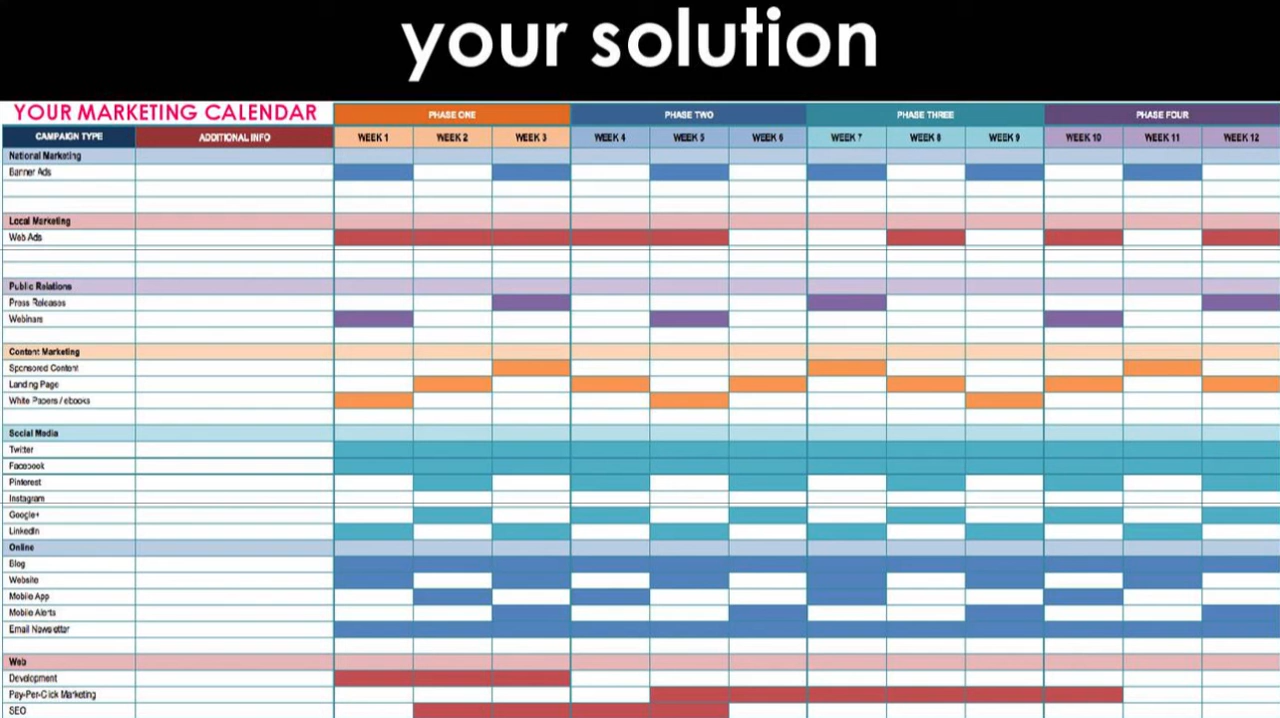 your solution
YOUR MARKETING CALENDAR
PHASE ONE PHASE TWO PHASE THREE PHASE FOUR
CAMPAIGN TYPE ADDITIONAL INFO WEEK 1 WEEK 2 WEEK 3 WEEK 4 WEEK 5 WEEK 6 WEEK 7 WEEK 8 WEEK 9 WEEK 10 WEEK 11 WEEK 12
National Marketing
Banner Ads
Local Marketing
Web Ads
Public Relations
Press Releases
Webinars
Content Marketing
Sponsored Content
Landing Page
White Papers / ebooks
Social Media
Twitter
Facebook
Pinterest
Instagram
Google+
LinkedIn
Online
Blog
Website
Mobile App
Mobile Alerts
Email Newsletter
Web
Development
Pay-Per-Click Marketing
SEO